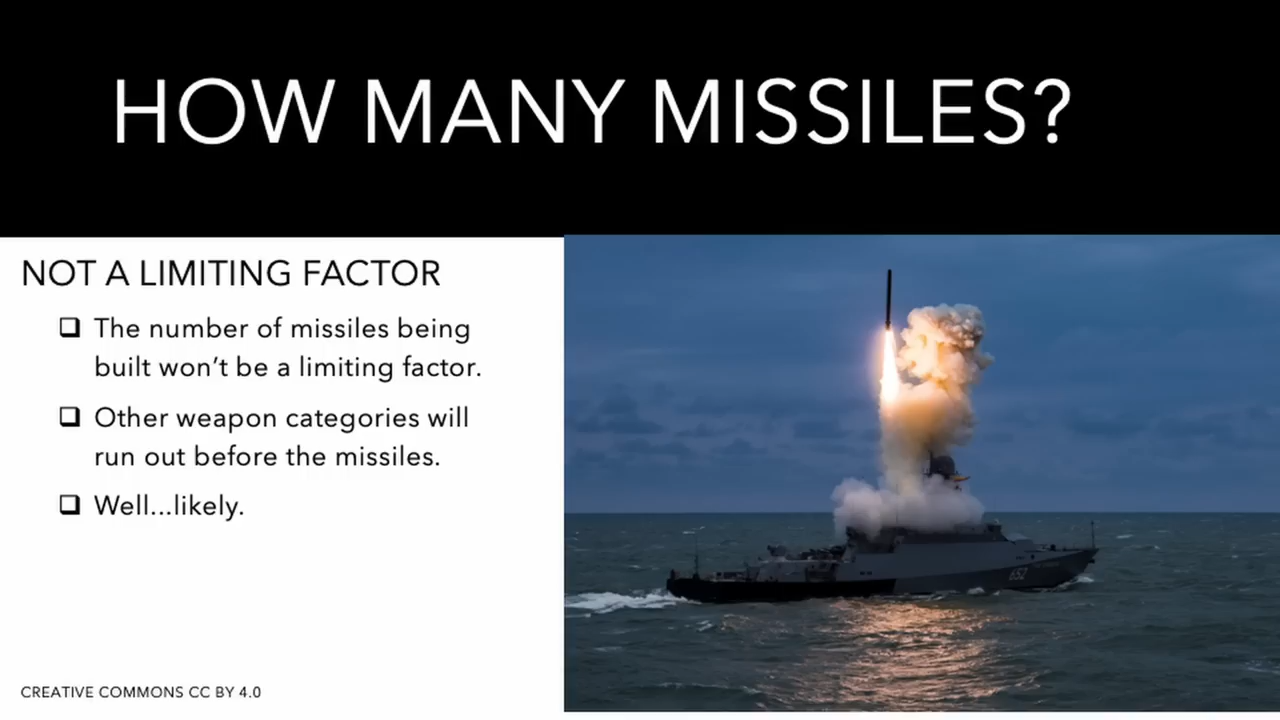 HOW MANY MISSILES?
NOT A LIMITING FACTOR
The number of missiles being
built won't be a limiting factor.
Other weapon categories will
run out before the missiles.
Well...likely.
652
CREATIVE COMMONS CC BY 4.0